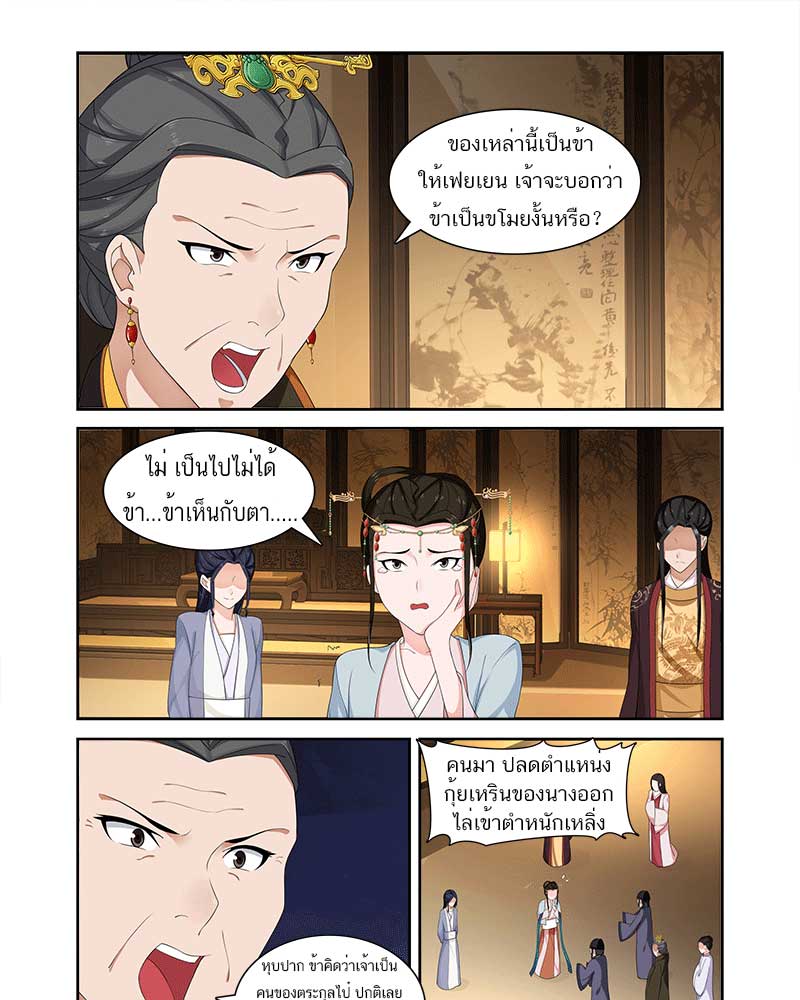 ของเหล่านี้เป็นข้า
ให้เฟยเยน เจ้าจะบอกว่า
ข้าเป็นขโมยงั้นหรือ?
ไม่ เป็นไปไม่ได้
ข้า...ข้าเห็นกับตา.....
คนมา ปลดตำแหน่ง
กุ้ยเหรินของนางออก
ไล่เข้าตำหนักเหลิ่ง
หุบปาก ข้าคิดว่าเจ้าเป็น
คนของตระกูลไป๋ ปกติเลย